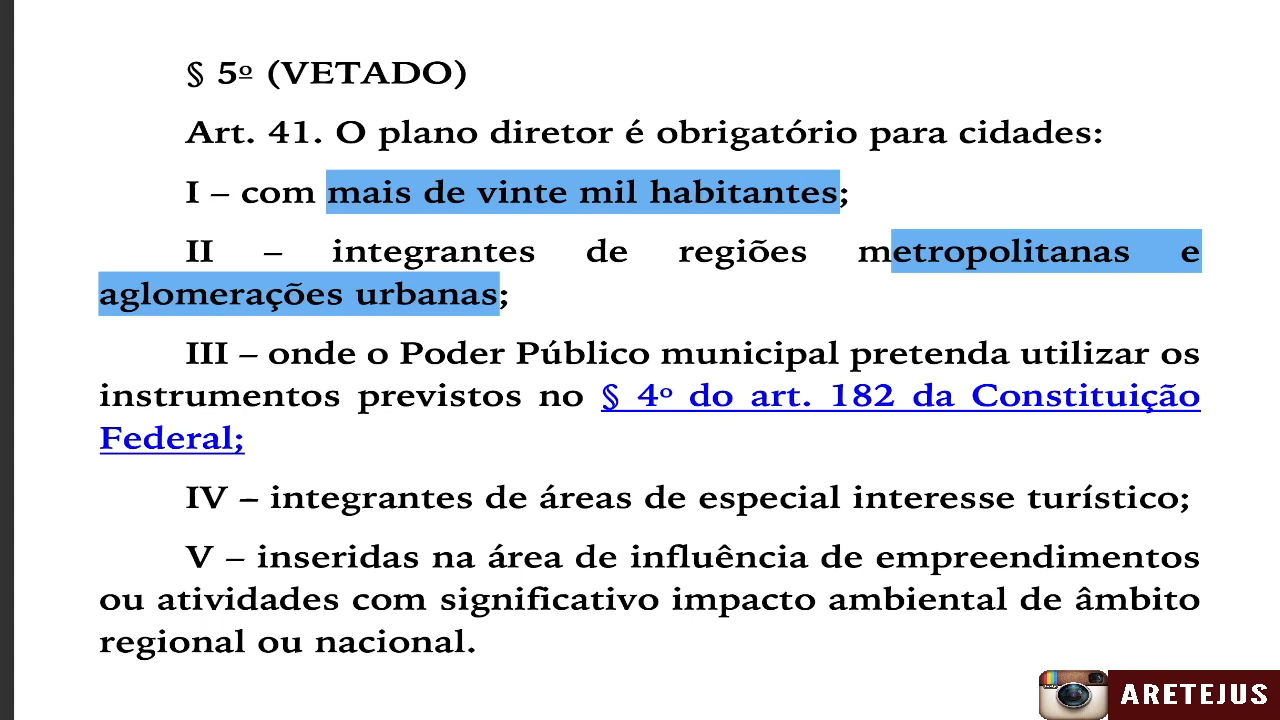 § 5º (VETADO)
Art. 41. O plano diretor é obrigatório para cidades:
I – com mais de vinte mil habitantes;
II – integrantes de regiões metropolitanas e
aglomerações urbanas;
III – onde o Poder Público municipal pretenda utilizar os
instrumentos previstos no § 4º do art. 182 da Constituição
Federal;
IV – integrantes de áreas de especial interesse turístico;
V – inseridas na área de influência de empreendimentos
ou atividades com significativo impacto ambiental de âmbito
regional ou nacional.
ARETEJUS